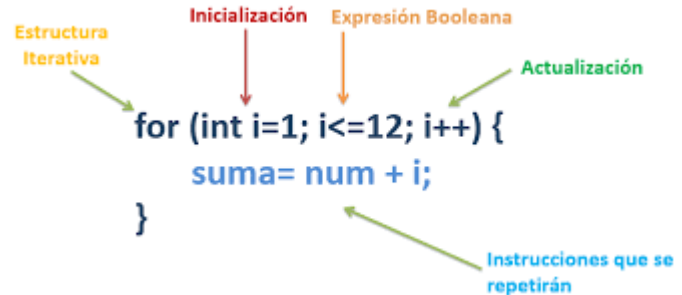 Inicialización
Expresión Booleana
Estructura
Iterativa
Actualización
for (int i=1; i<=12; i++) {
suma= num + i;
}
Instrucciones que se
repetirán